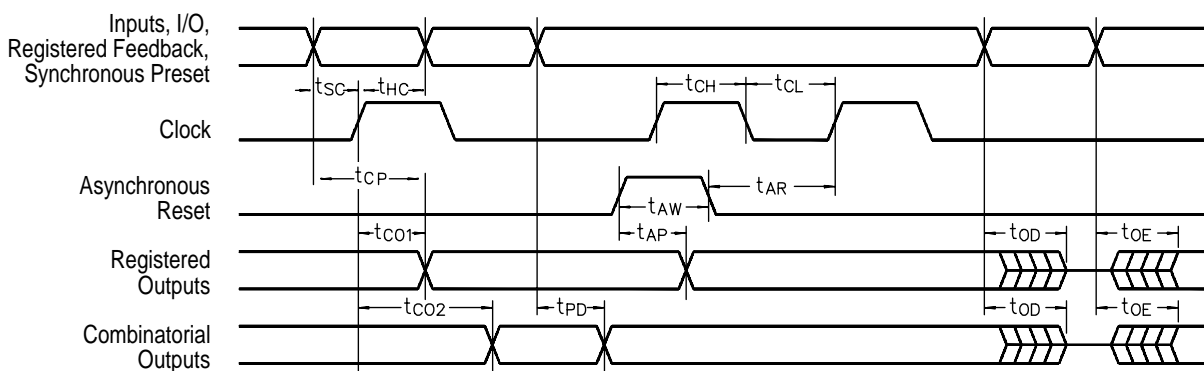 Inputs, I/O,
Registered Feedback,
Synchronous Preset
tSC
tHC
tCH
tCL
Clock
tCP
Asynchronous
Reset
tAW
tAR
tCO1
tAP
tOD
tOE
Registered
Outputs
tCO2
tPD
tOD
tOE
Combinatorial
Outputs